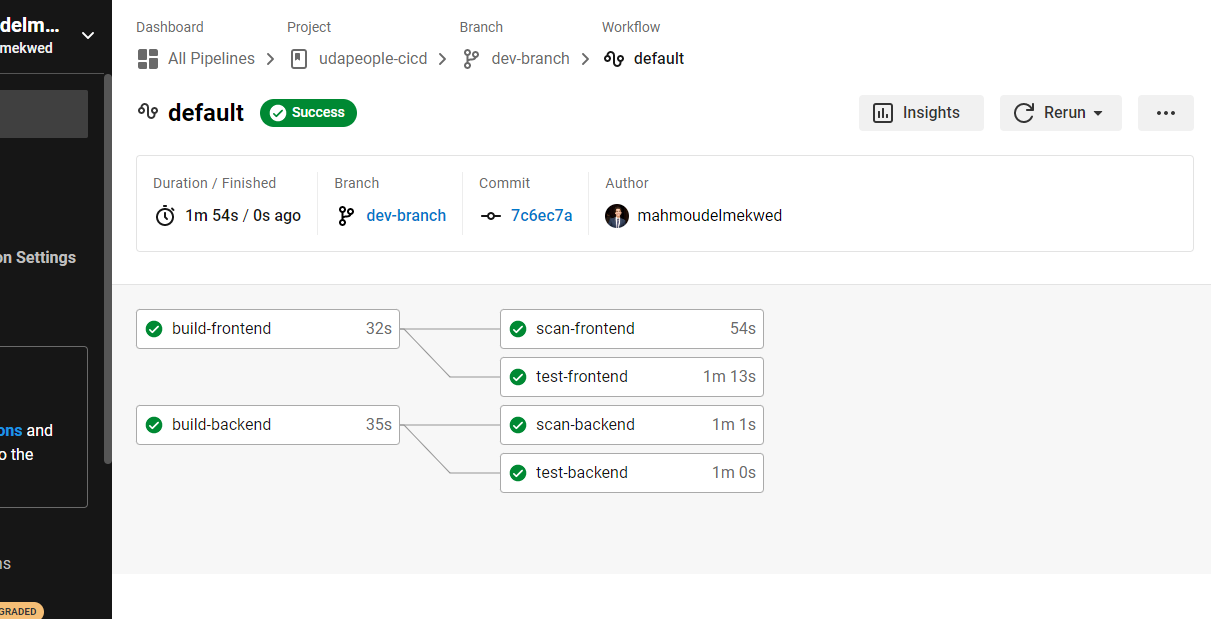 delm...
mekwed
on Settings
ons and
o the
GRADED
Dashboard
Project
Branch
Workflow
All Pipelines
udapeople-cicd
dev-branch
default
default
Success
Insights
Rerun
Duration / Finished
1m 54s / 0s ago
Branch
dev-branch
Commit
7c6ec7a
Author
mahmoudelmekwed
build-frontend 32s
scan-frontend 54s
test-frontend 1m 13s
build-backend 35s
scan-backend 1m 1s
test-backend 1m 0s